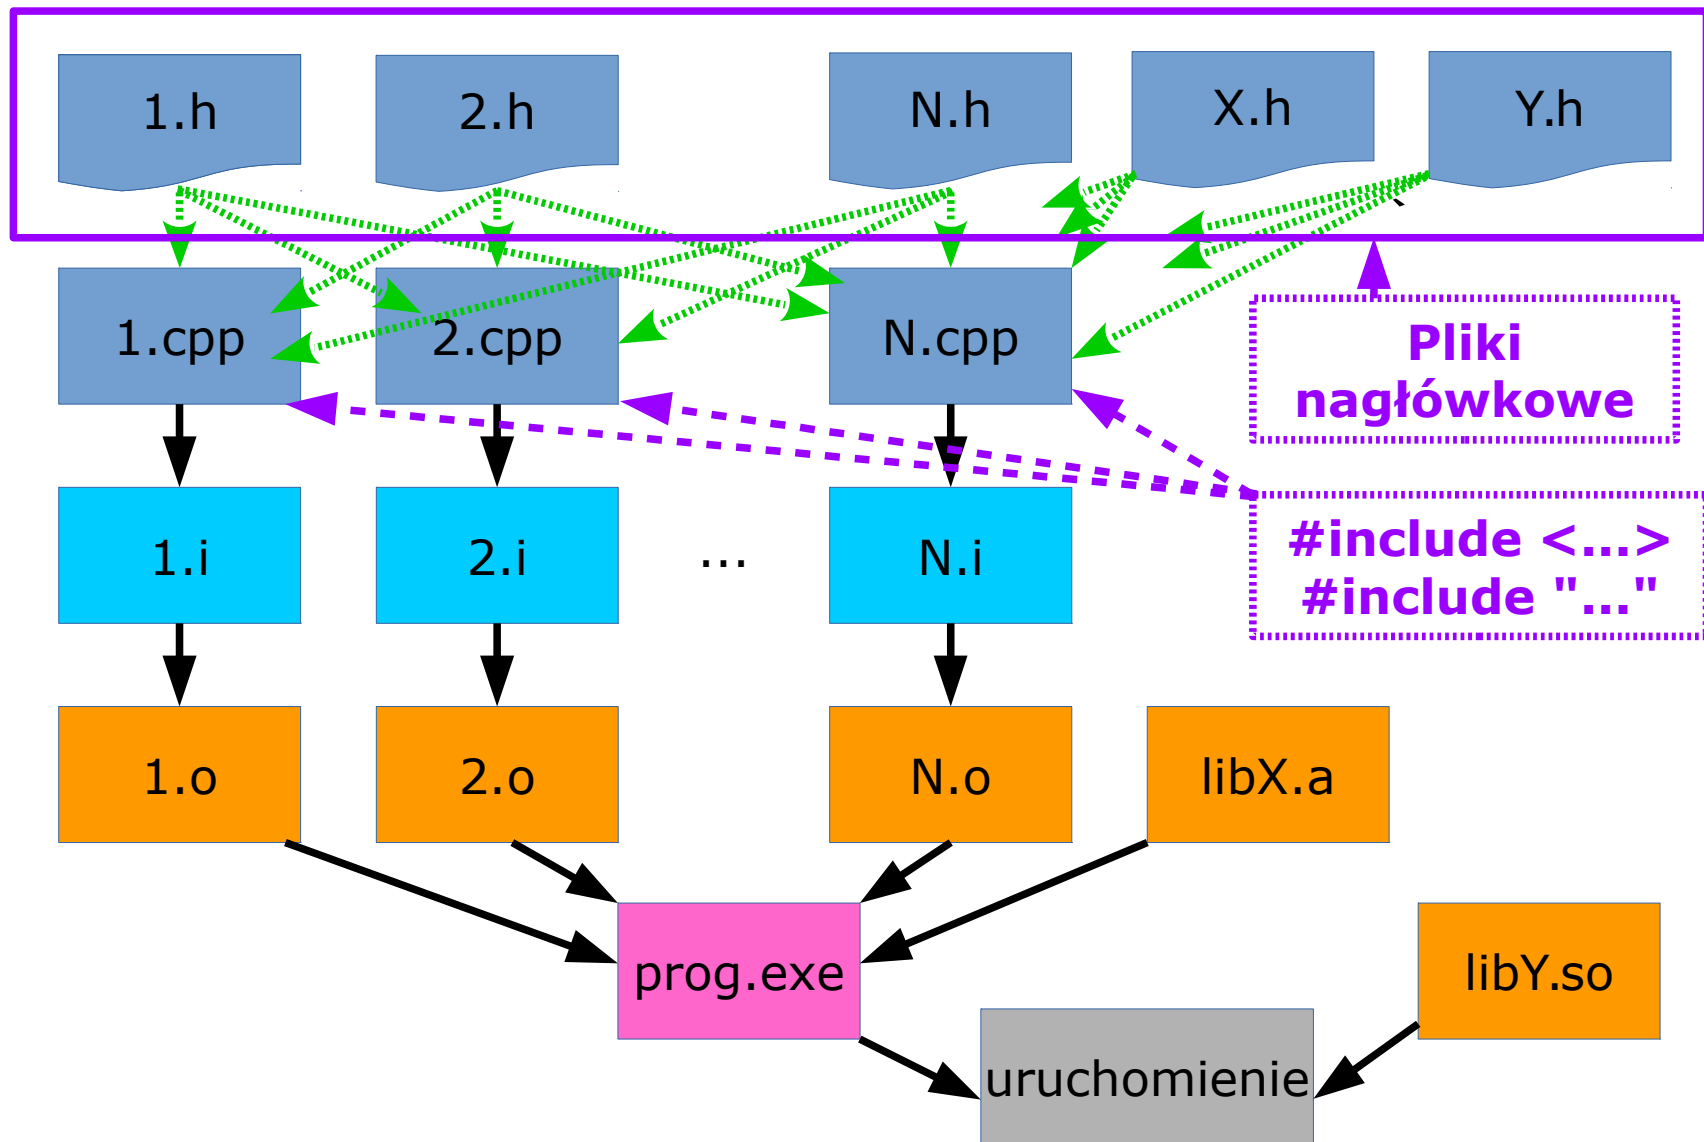 1.h
2.h
N.h
X.h
Y.h
1.cpp
2.cpp
N.cpp
Pliki
nagłówkowe
1.i
2.i
...
N.i
#include <...>
#include "..."
1.o
2.o
N.o
libX.a
prog.exe
libY.so
uruchomienie